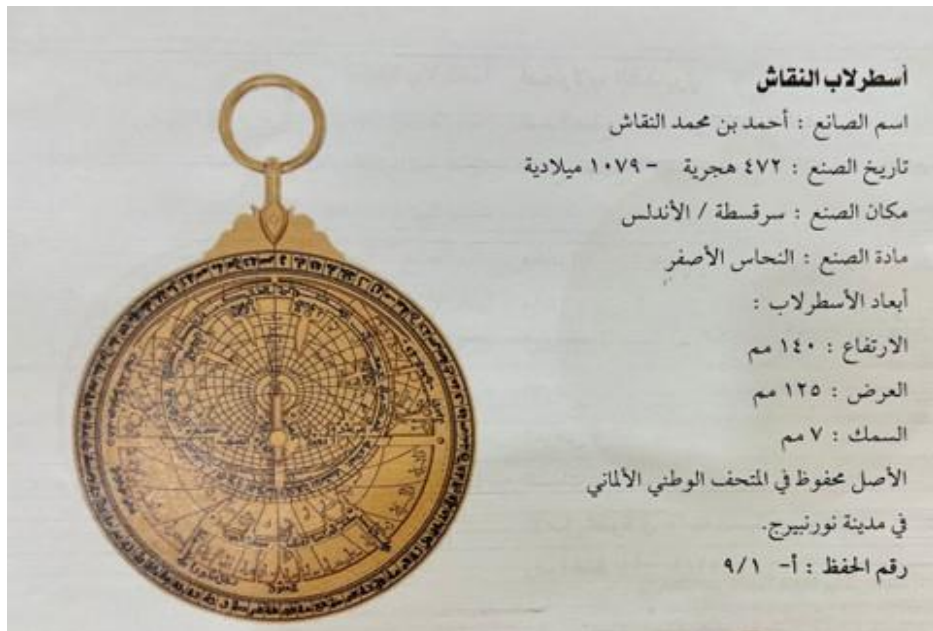 أسطرلاب النقاش
اسم الصانع : أحمد بن محمد النقاش
تاريخ الصنع : ٤٧٢ هجرية - ١٠٧٩ ميلادية
مكان الصنع : سرقسطة / الأندلس
مادة الصنع : النحاس الأصفر
أبعاد الأسطرلاب :
الارتفاع : ١٤٠ مم
العرض : ١٢٥ مم
السمك : ٧ مم
الأصل محفوظ في المتحف الوطني الألماني
في مدينة نورنبيرج.
رقم الحفظ : أ- ٩/١